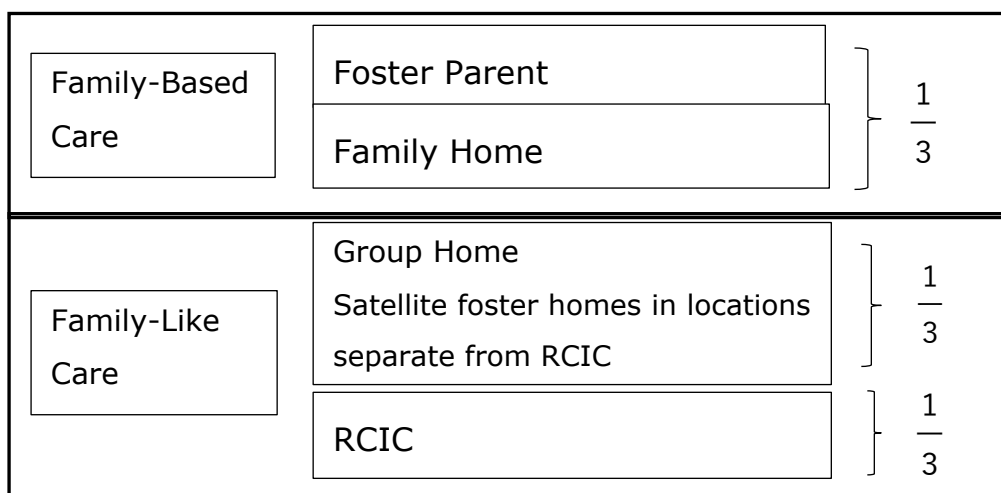 Family-Based
Care
Foster Parent
Family Home
1
3
Family-Like
Care
Group Home
Satellite foster homes in locations
separate from RCIC
1
3
RCIC
1
3